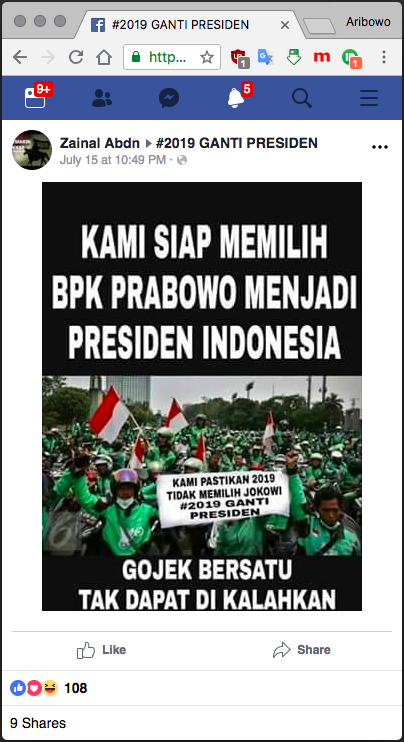 #2019 GANTI PRESIDEN
Aribowo
http...
1
1
9+
5
Zainal Abdn ▸ #2019 GANTI PRESIDEN
July 15 at 10:49 PM ·
KAMI SIAP MEMILIH
BPK PRABOWO MENJADI
PRESIDEN INDONESIA
KAMI PASTIKAN 2019
TIDAK MEMILIH JOKOWI
#2019 GANTI
PRESIDEN
GOJEK BERSATU
TAK DAPAT DI KALAHKAN
Like
Share
108
9 Shares